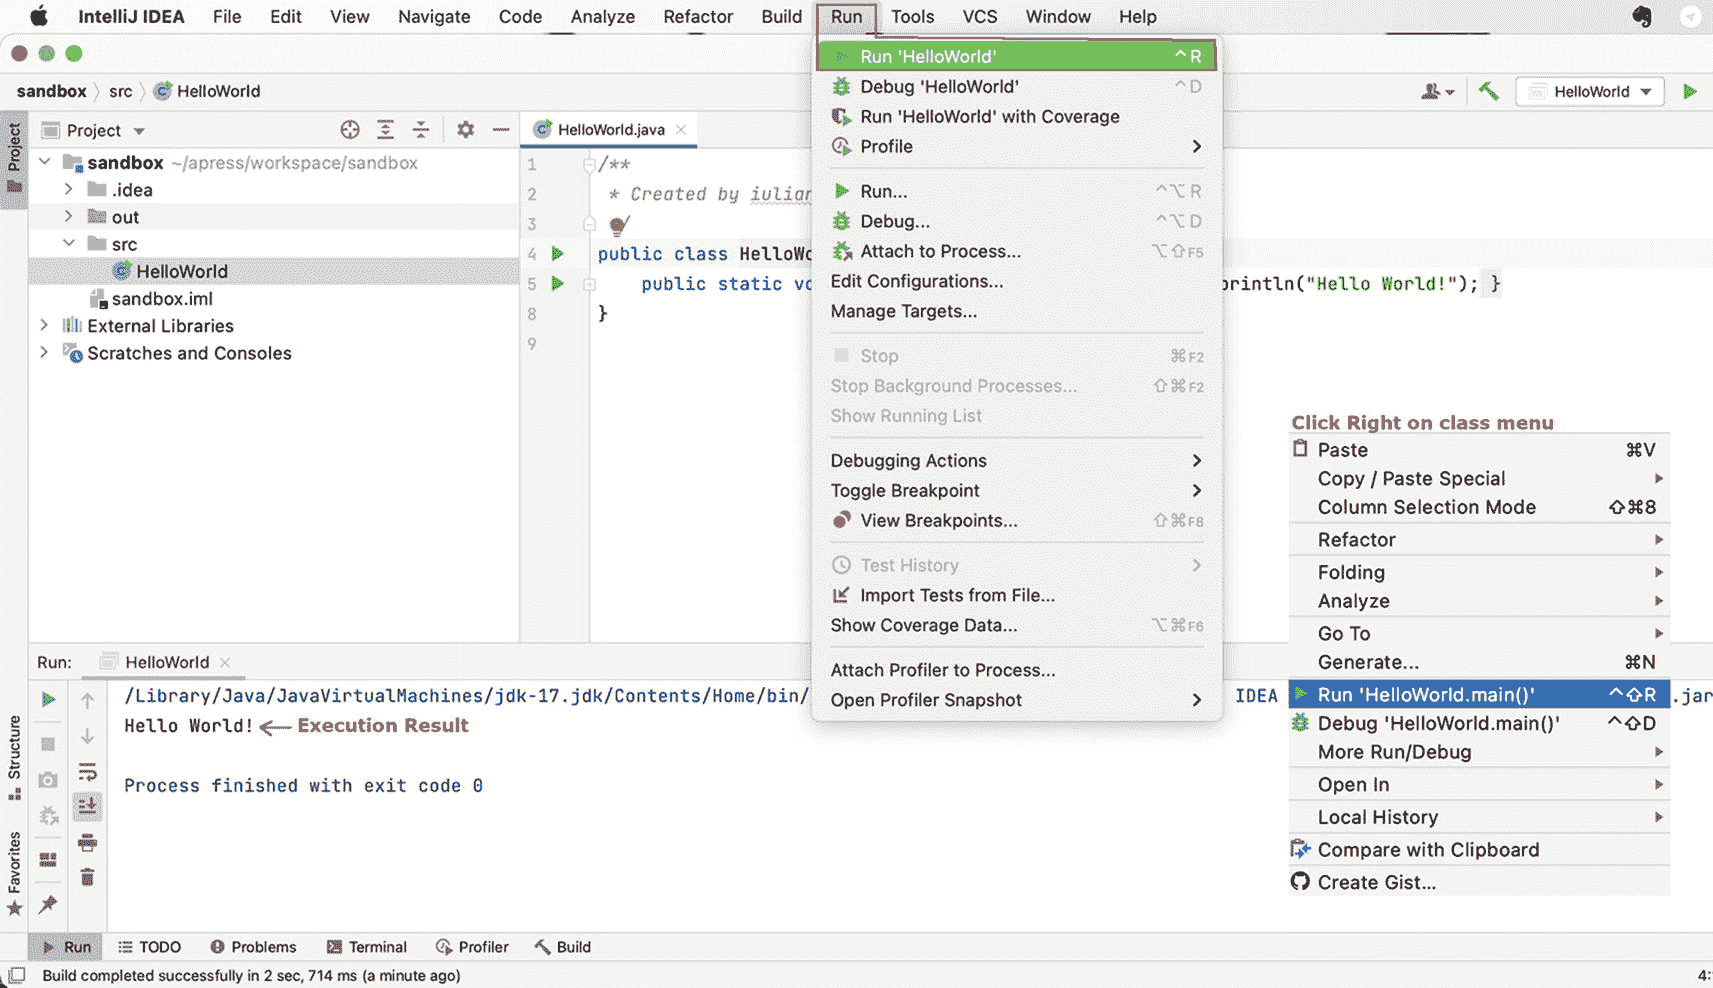 IntelliJ IDEA File Edit View Navigate Code Analyze Refactor Build Run Tools VCS Window Help
sandbox src HelloWorld
HelloWorld
Project
Project
HelloWorld.java
sandbox ~/apress/workspace/sandbox
.idea
out
src
HelloWorld
sandbox.iml
External Libraries
Scratches and Consoles
1 /**
2 * Created by iulian
3
4 public class HelloWo
5 public static vo println("Hello World!"); }
8 }
9
Run 'HelloWorld' ^ R
Debug 'HelloWorld' ^ D
Run 'HelloWorld' with Coverage
Profile
Run... ^⌥ R
Debug... ^⌥ D
Attach to Process... ⌥⇧F5
Edit Configurations...
Manage Targets...
Stop ⌘F2
Stop Background Processes... ⇧⌘F2
Show Running List
Debugging Actions
Toggle Breakpoint
View Breakpoints... ⇧⌘F8
Test History
Import Tests from File...
Show Coverage Data... ⌥⌘F6
Attach Profiler to Process...
Open Profiler Snapshot
Click Right on class menu
Paste ⌘V
Copy / Paste Special
Column Selection Mode ⇧⌘8
Refactor
Folding
Analyze
Go To
Generate... ⌘N
Run 'HelloWorld.main()' ^⇧R
Debug 'HelloWorld.main()' ^⇧D
More Run/Debug
Open In
Local History
Compare with Clipboard
Create Gist...
Run: HelloWorld
/Library/Java/JavaVirtualMachines/jdk-17.jdk/Contents/Home/bin/ IDEA .jar
Hello World! Execution Result
Process finished with exit code 0
Structure
Favorites
Run TODO Problems Terminal Profiler Build
Build completed successfully in 2 sec, 714 ms (a minute ago)